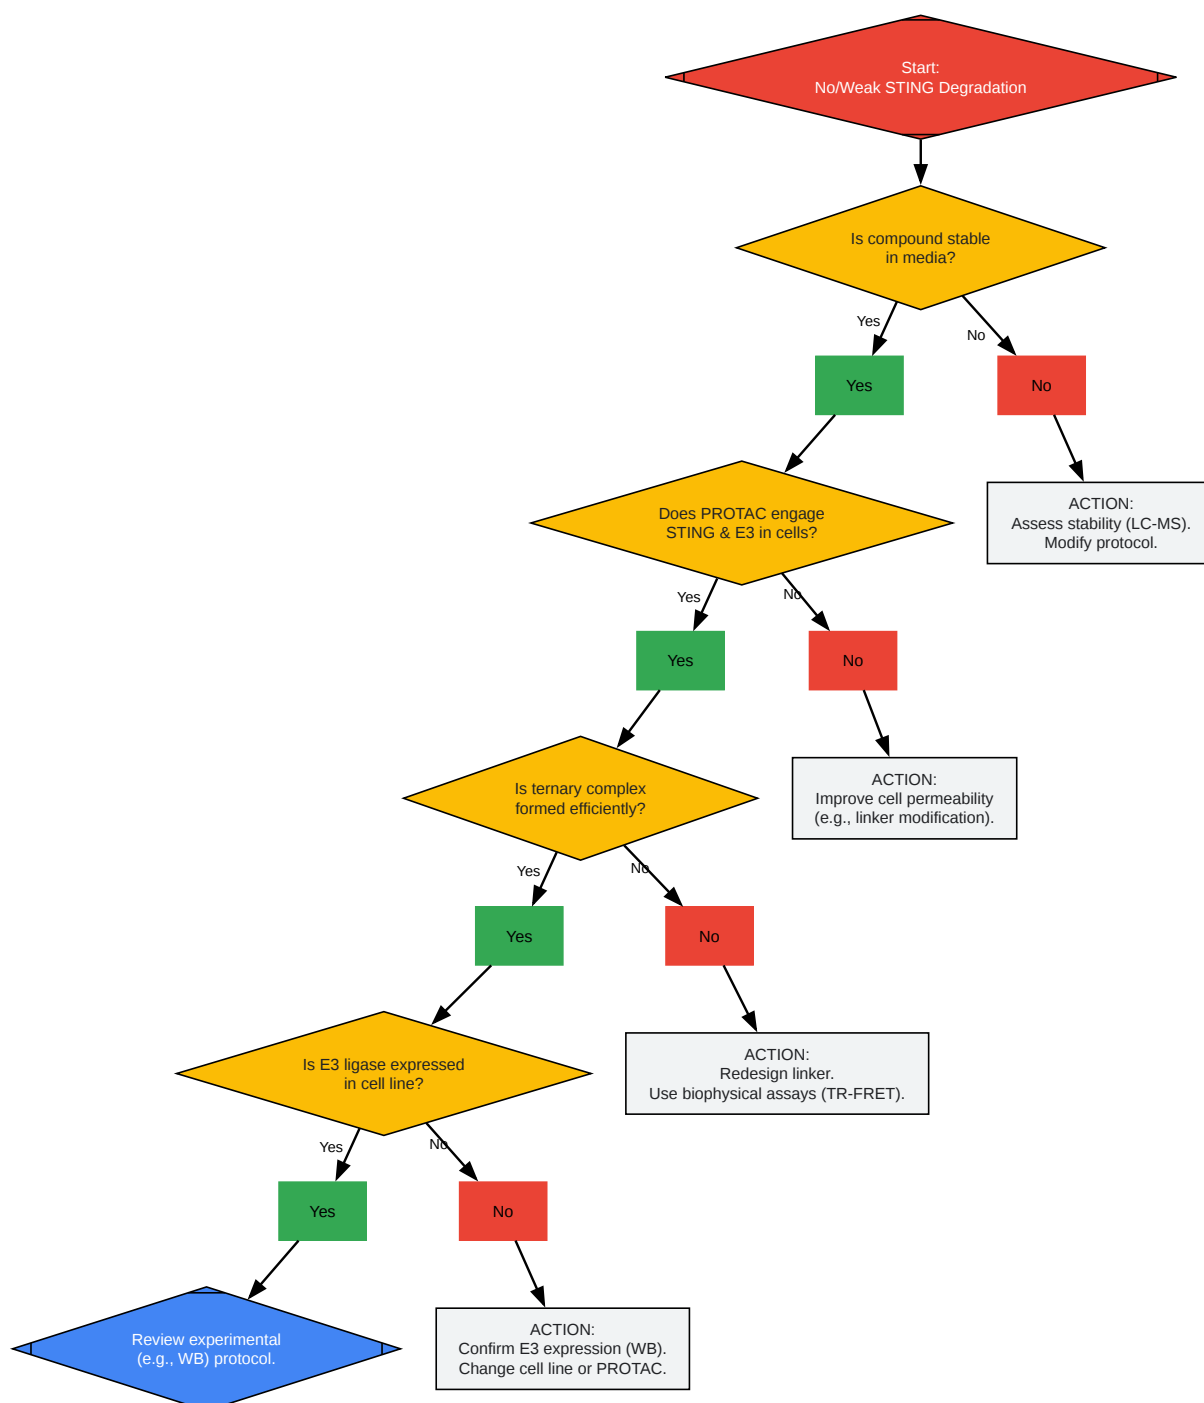 Start:
No/Weak STING Degradation
Is compound stable
in media?
Yes
No
Yes
No
Does PROTAC engage
STING & E3 in cells?
ACTION:
Assess stability (LC-MS).
Modify protocol.
Yes
No
Yes
No
Is ternary complex
formed efficiently?
ACTION:
Improve cell permeability
(e.g., linker modification).
Yes
No
Yes
No
Is E3 ligase expressed
in cell line?
ACTION:
Redesign linker.
Use biophysical assays (TR-FRET).
Yes
No
Yes
No
Review experimental
(e.g., WB) protocol.
ACTION:
Confirm E3 expression (WB).
Change cell line or PROTAC.